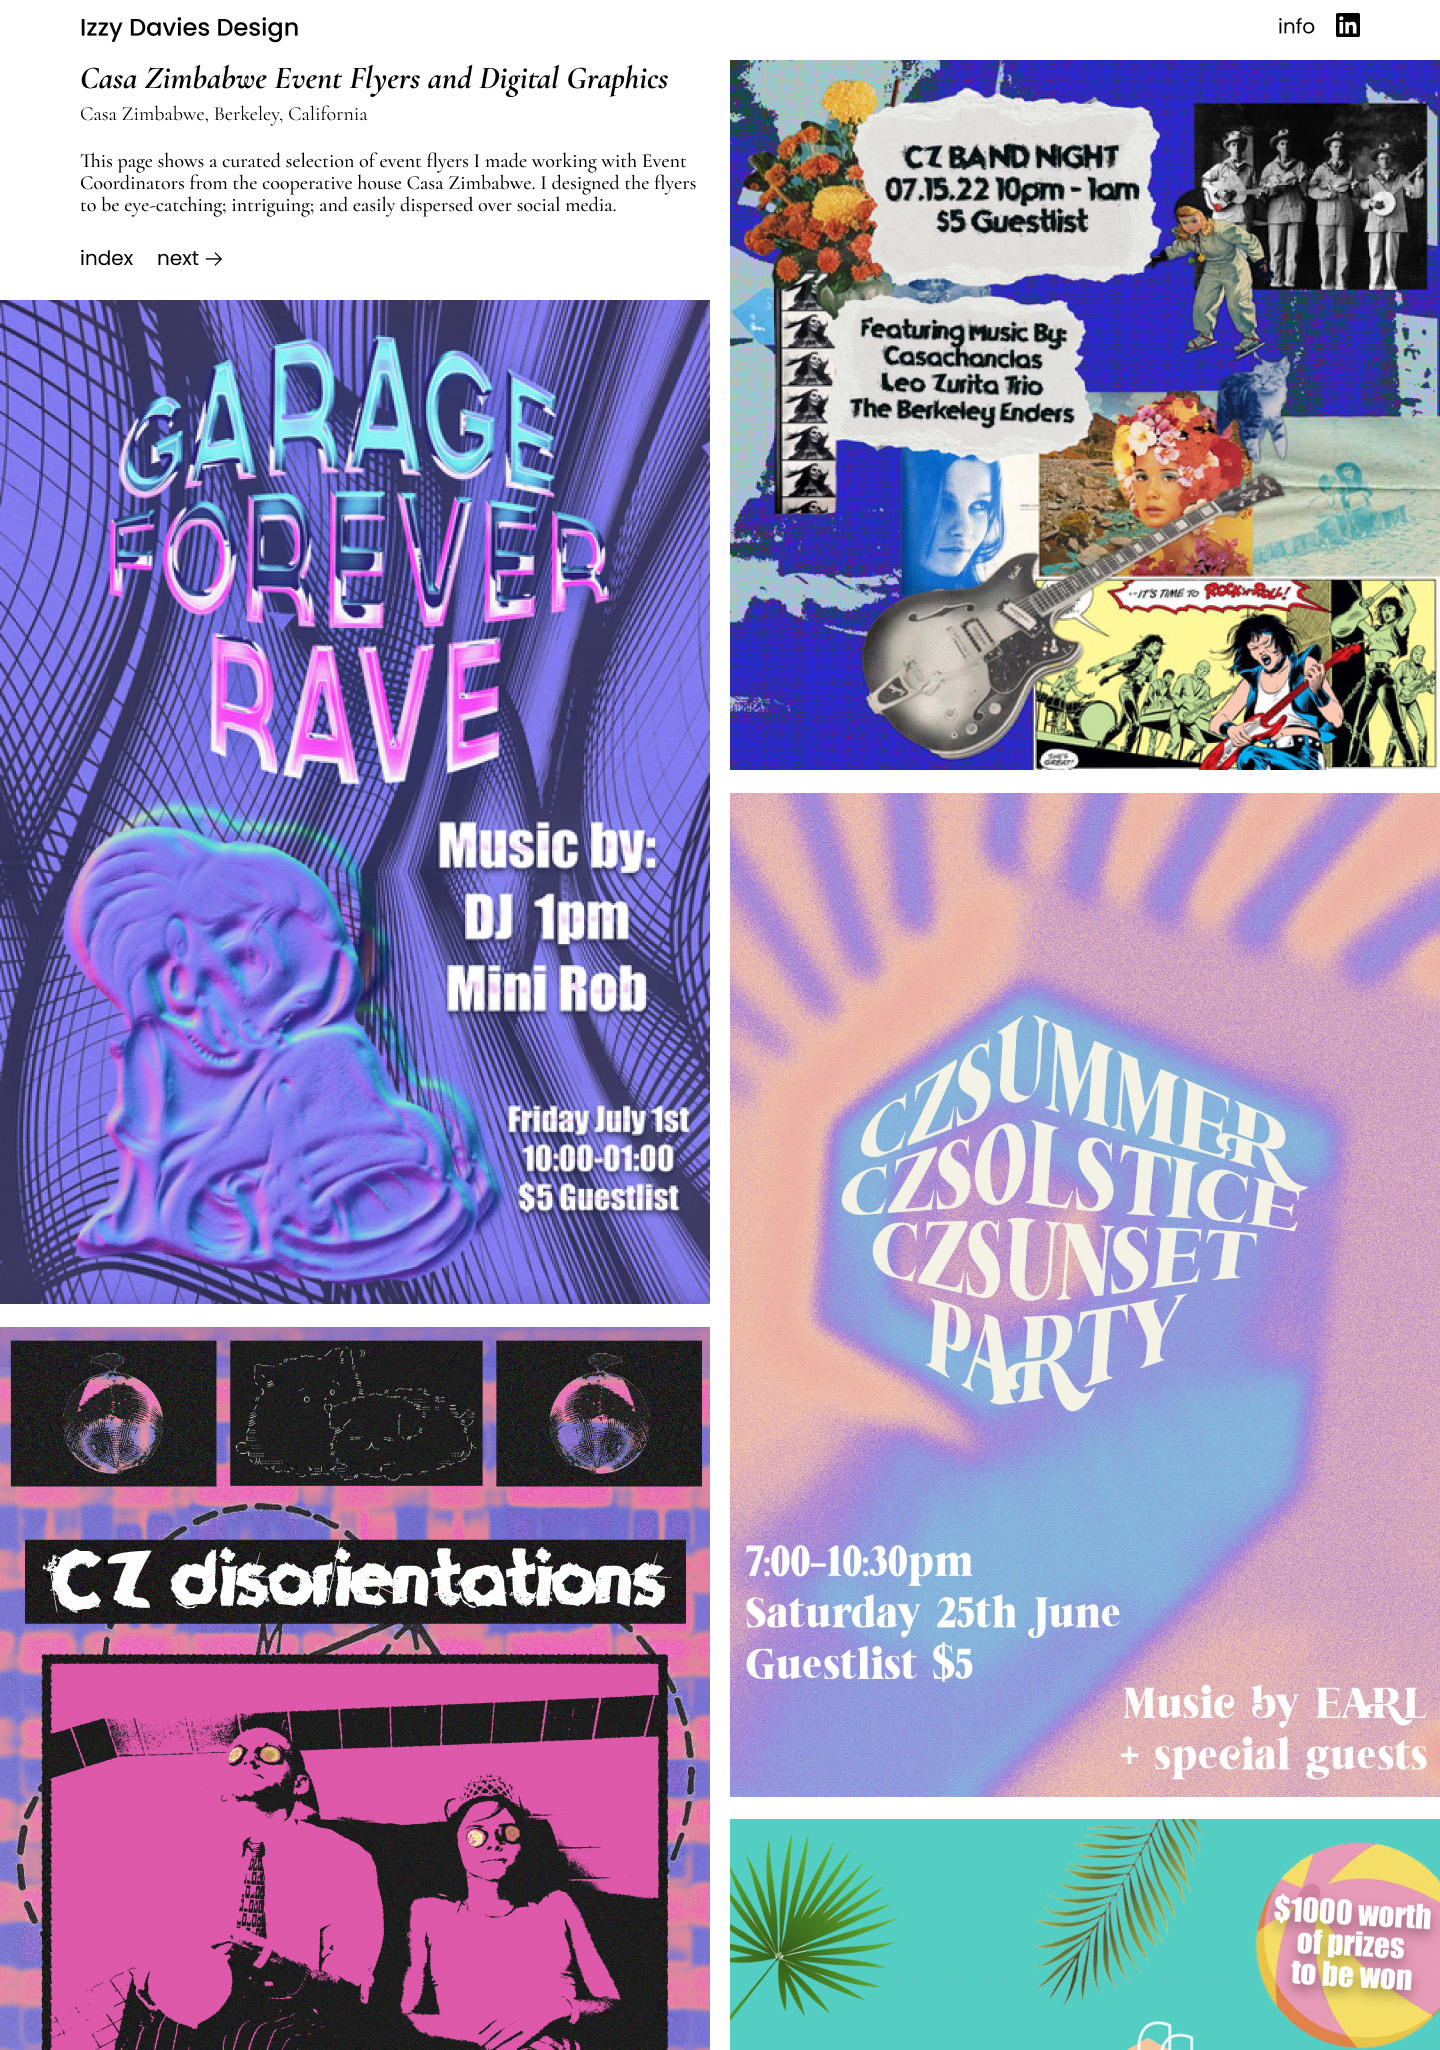 Izzy Davies Design
info
in
Casa Zimbabwe Event Flyers and Digital Graphics
Casa Zimbabwe, Berkeley, California
This page shows a curated selection of event flyers I made working with Event
Coordinators from the cooperative house Casa Zimbabwe. I designed the flyers
to be eye-catching; intriguing; and easily dispersed over social media.
index next →
GARAGE
FOREVER
RAVE
Music by:
DJ 1pm
Mini Rob
Friday July 1st
10:00-01:00
$5 Guestlist
CZ disorientations
CZ BAND NIGHT
07.15.22 10pm - 1am
$5 Guestlist
Featuring Music By:
Casachanclas
Leo Zurita Trio
The Berkeley Enders
--IT'S TIME TO ROCK 'N' ROLL!
SHE'S
GREAT!
CZSUMMER
CZSOLSTICE
CZSUNSET
PARTY
7:00-10:30pm
Saturday 25th June
Guestlist $5
Music by EARL
+ special guests
$1000 worth
of prizes
to be won